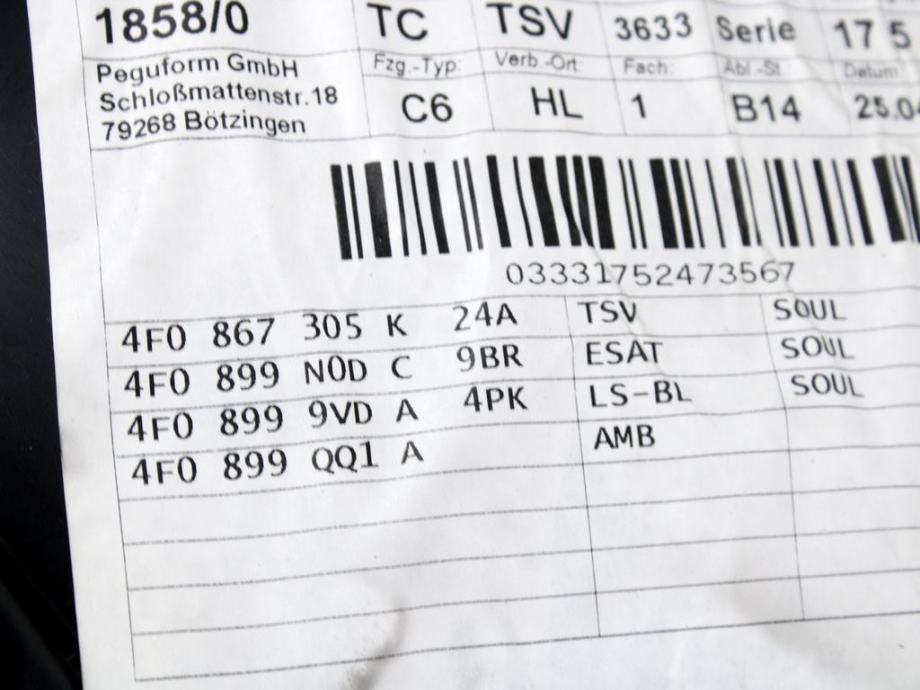 1858/0 TC TSV 3633 Serie 17 5
Peguform GmbH Fzg.-Typ: Verb.-Ort: Fach: Abl.-St. Datum
Schloßmattenstr.18
79268 Bötzingen C6 HL 1 B14 25.0
03331752473567
4F0 867 305 K 24A TSV SOUL
4F0 899 N0D C 9BR ESAT SOUL
4F0 899 9VD A 4PK LS-BL SOUL
4F0 899 QQ1 A AMB